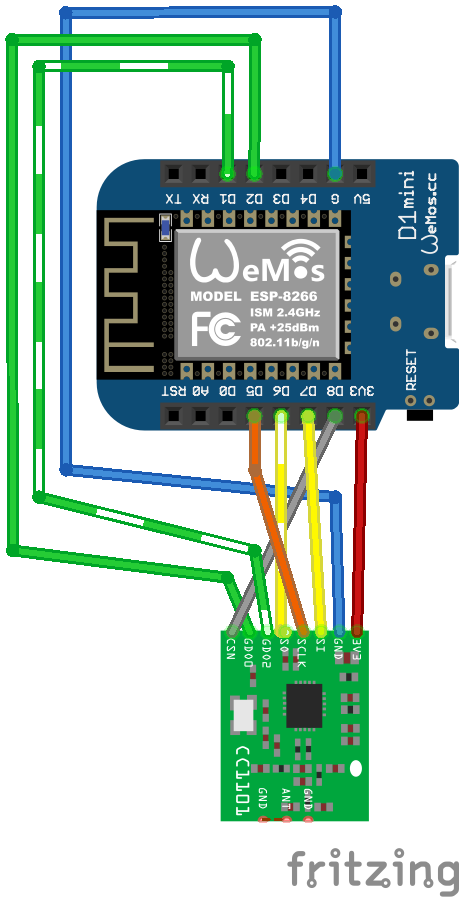 TX RX D1 D2 D3 D4 G 5V
D1 mini
WeMos.cc
WeMos
MODEL ESP-8266
ISM 2.4GHz
PA +25dBm
802.11b/g/n
FC
RESET
RST A0 D0 D5 D6 D7 D8 3V3
CSN GDO0 GDO2 SO SCLK SI GND 3V3
CC1101
GND ANT GND
fritzing